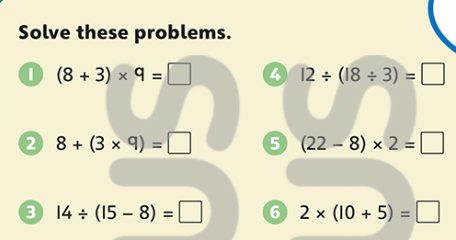 Solve these problems.
1 (8 + 3) × 9 =
2 8 + (3 × 9) =
3 14 ÷ (15 – 8) =
4 12 ÷ (18 ÷ 3) =
5 (22 – 8) × 2 =
6 2 × (10 + 5) =